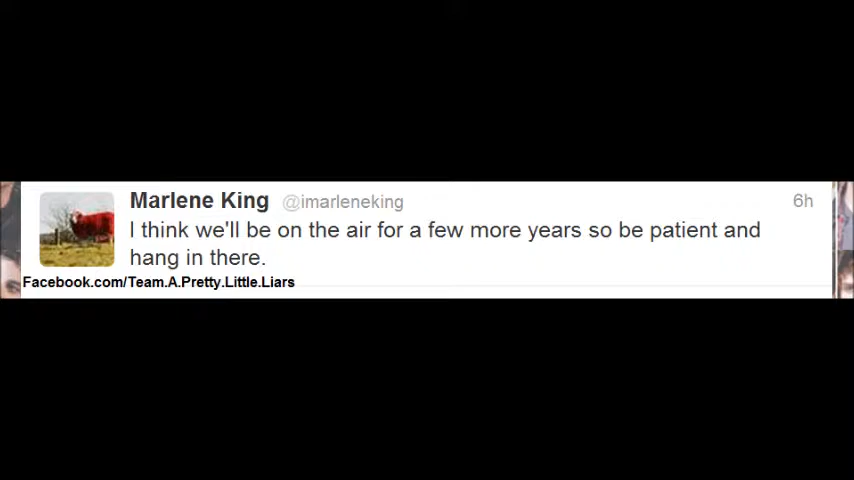 Marlene King @imarleneking 6h
I think we'll be on the air for a few more years so be patient and
hang in there.
Facebook.com/Team.A.Pretty.Little.Liars